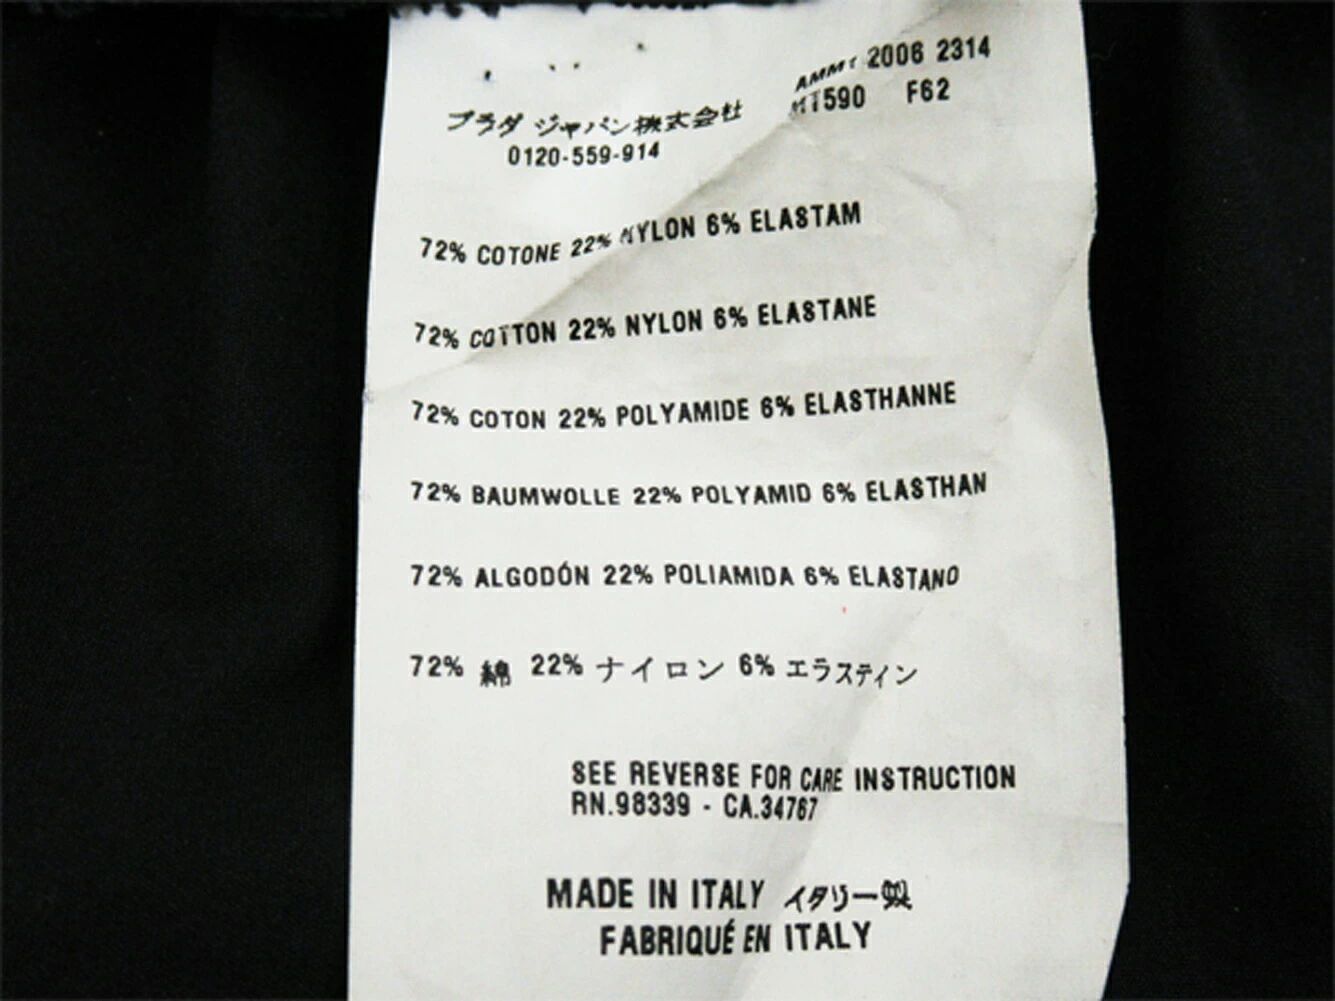 プラダ ジャパン株式会社
0120-559-914
2006 2314
MT590 F62
72% COTONE 22% NYLON 6% ELASTAM
72% COTTON 22% NYLON 6% ELASTANE
72% COTON 22% POLYAMIDE 6% ELASTHANNE
72% BAUMWOLLE 22% POLYAMID 6% ELASTHAN
72% ALGODÓN 22% POLIAMIDA 6% ELASTANO
72% 綿 22% ナイロン 6% エラスティン
SEE REVERSE FOR CARE INSTRUCTION
RN.98339 - CA.34767
MADE IN ITALY イタリー製
FABRIQUÉ EN ITALY